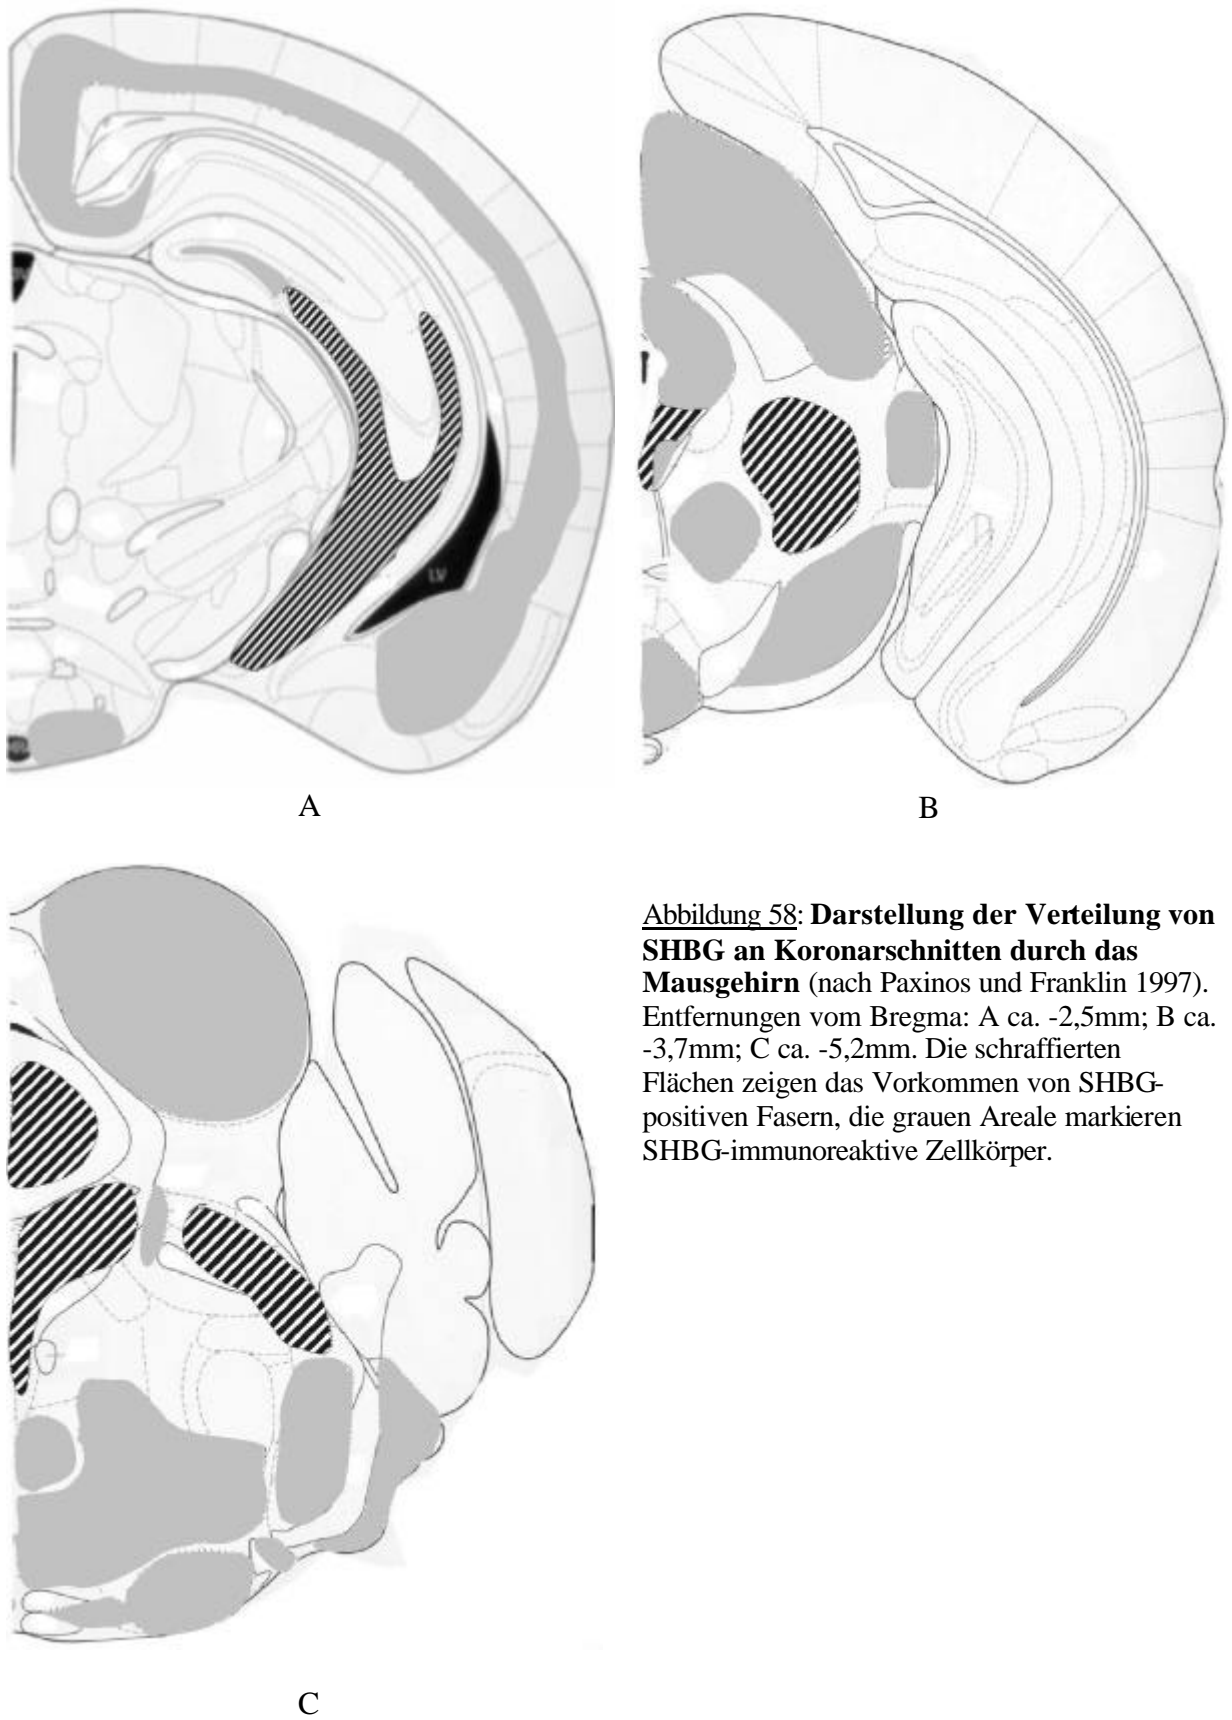 LV
A
B
Abbildung 58: Darstellung der Verteilung von
SHBG an Koronarschnitten durch das
Mausgehirn (nach Paxinos und Franklin 1997).
Entfernungen vom Bregma: A ca. -2,5mm; B ca.
-3,7mm; C ca. -5,2mm. Die schraffierten
Flächen zeigen das Vorkommen von SHBG-
positiven Fasern, die grauen Areale markieren
SHBG-immunoreaktive Zellkörper.
C